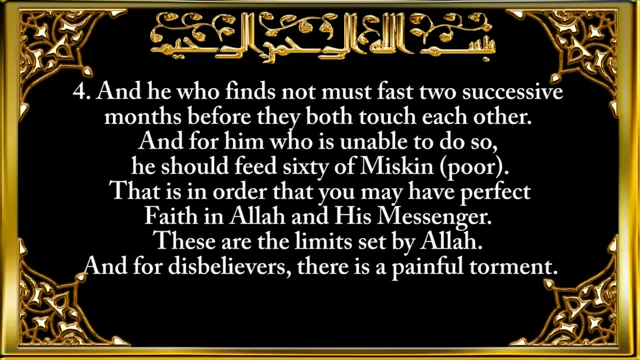 بسم الله الرحمن الرحيم
4. And he who finds not must fast two successive
months before they both touch each other.
And for him who is unable to do so,
he should feed sixty of Miskin (poor).
That is in order that you may have perfect
Faith in Allah and His Messenger.
These are the limits set by Allah.
And for disbelievers, there is a painful torment.